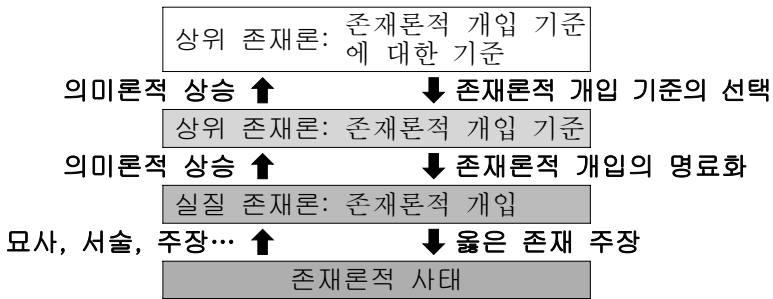 상위 존재론: 존재론적 개입 기준
에 대한 기준
의미론적 상승 ⬆ ⬇ 존재론적 개입 기준의 선택
상위 존재론: 존재론적 개입 기준
의미론적 상승 ⬆ ⬇ 존재론적 개입의 명료화
실질 존재론: 존재론적 개입
묘사, 서술, 주장… ⬆ ⬇ 옳은 존재 주장
존재론적 사태